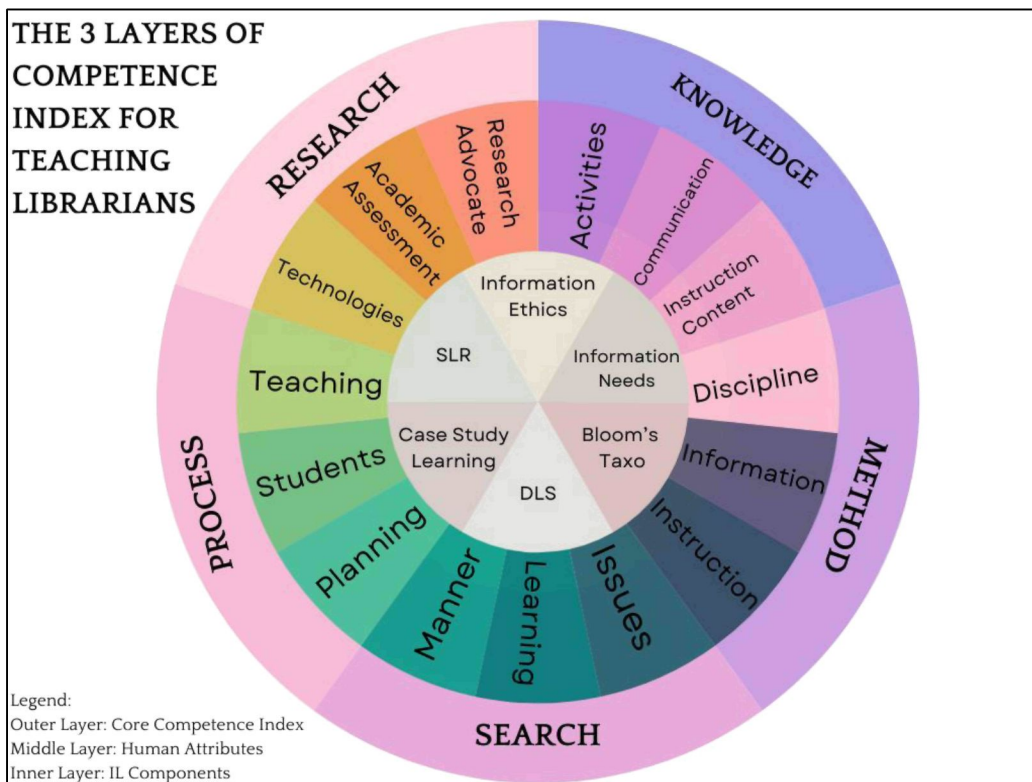 THE 3 LAYERS OF
COMPETENCE
INDEX FOR
TEACHING
LIBRARIANS
RESEARCH
KNOWLEDGE
METHOD
SEARCH
PROCESS
Research
Advocate
Activities
Communication
Instruction
Content
Discipline
Information
Instruction
Issues
Learning
Manner
Planning
Students
Teaching
Technologies
Academic
Assessment
Information
Ethics
Information
Needs
Bloom's
Taxo
DLS
Case Study
Learning
SLR
Legend:
Outer Layer: Core Competence Index
Middle Layer: Human Attributes
Inner Layer: IL Components